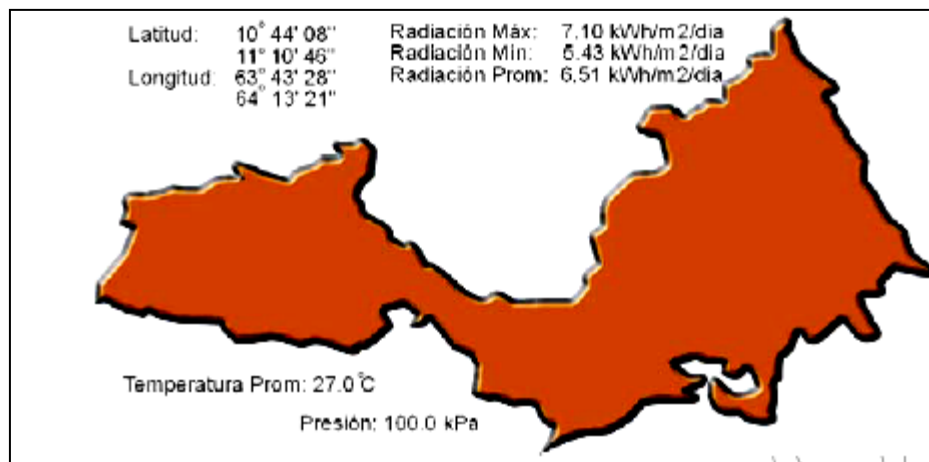 Latitud: 10° 44' 08"
11° 10' 46"
Longitud: 63° 43' 28"
64° 13' 21"
Radiación Máx: 7.10 kWh/m2/dia
Radiación Min: 5.43 kWh/m2/dia
Radiación Prom: 6,51 kWh/m2/dia
Temperatura Prom: 27.0°C
Presión: 100.0 kPa